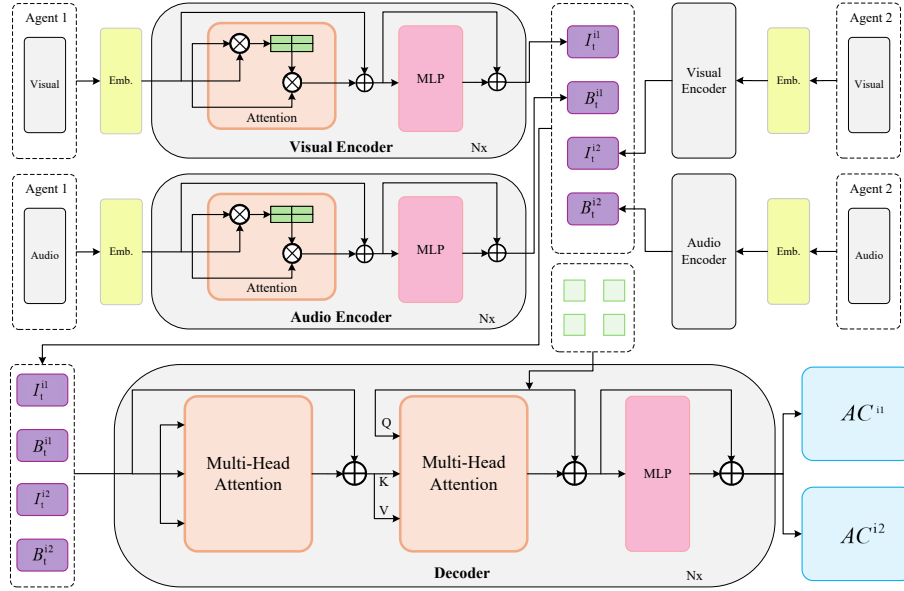 Agent 1
Visual
Emb.
Attention
MLP
Visual Encoder
Nx
I_t^{i1}
B_t^{i1}
I_t^{i2}
B_t^{i2}
Visual
Encoder
Emb.
Agent 2
Visual
Agent 1
Audio
Emb.
Attention
MLP
Audio Encoder
Nx
Audio
Encoder
Emb.
Agent 2
Audio
I_t^{i1}
B_t^{i1}
I_t^{i2}
B_t^{i2}
Multi-Head
Attention
Q
K
V
Multi-Head
Attention
MLP
Decoder
Nx
AC^{i1}
AC^{i2}